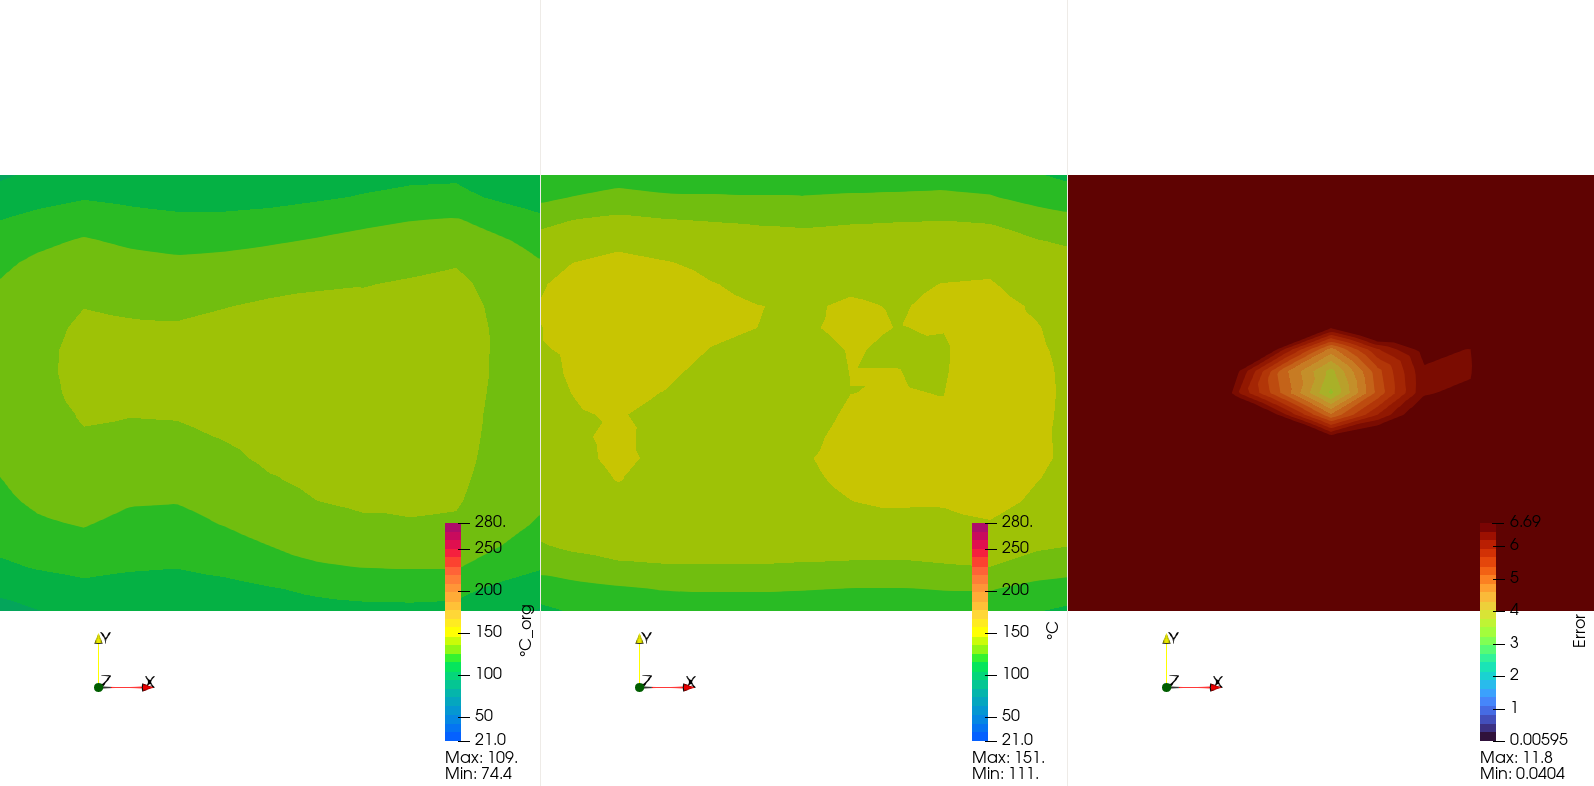 280.
250
200
150
100
50
21.0
°C_org
Max: 109.
Min: 74.4
Y
Z
X
280.
250
200
150
100
50
21.0
°C
Max: 151.
Min: 111.
Y
Z
X
6.69
6
5
4
3
2
1
0.00595
Error
Max: 11.8
Min: 0.0404
Y
Z
X